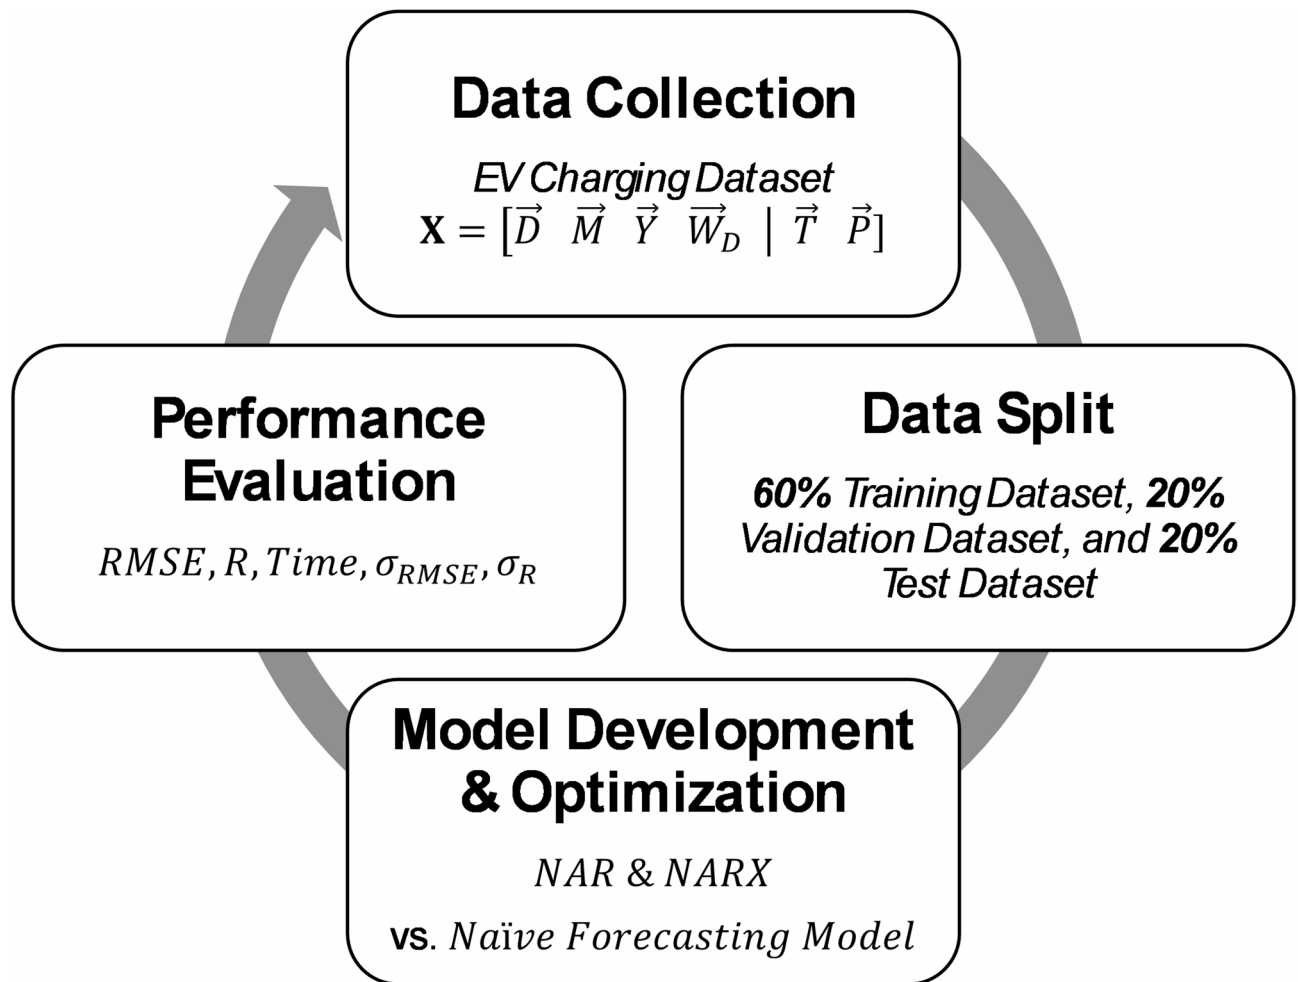 Data Collection
EV Charging Dataset
𝐗 = [D⃗ M⃗ Y⃗ W⃗_D | T⃗ P⃗]
Data Split
60% Training Dataset, 20%
Validation Dataset, and 20%
Test Dataset
Model Development
& Optimization
NAR & NARX
vs. Naïve Forecasting Model
Performance
Evaluation
RMSE, R, Time, σ_RMSE, σ_R